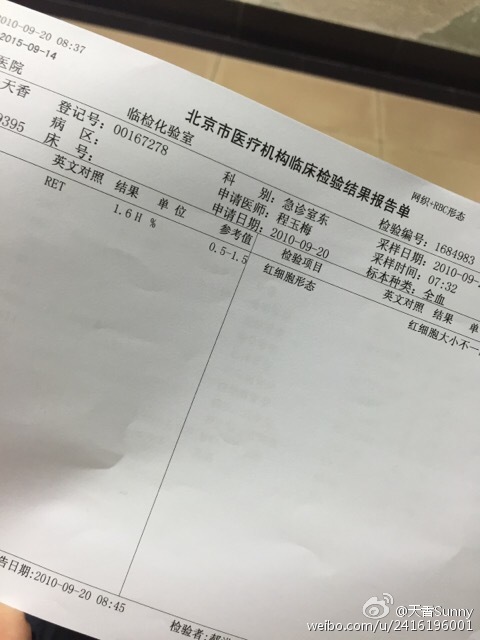 2010-09-20 08:37
2015-09-14
北京市医疗机构临床检验结果报告单
网织+RBC形态
医院
天香
登记号: 00167278
临检化验室
科 别: 急诊室东
检验编号: 1684983
9395
病 区:
申请医师: 程玉梅
采样日期: 2010-09-2
床 号:
申请日期: 2010-09-20
采样时间: 07:32
标本种类: 全血
英文对照 结果 单位 参考值
检验项目 英文对照 结果 单
RET 1.6 H % 0.5-1.5
红细胞形态 红细胞大小不一
告日期:2010-09-20 08:45
检验者:
@天香Sunny
weibo.com/u/2416196001